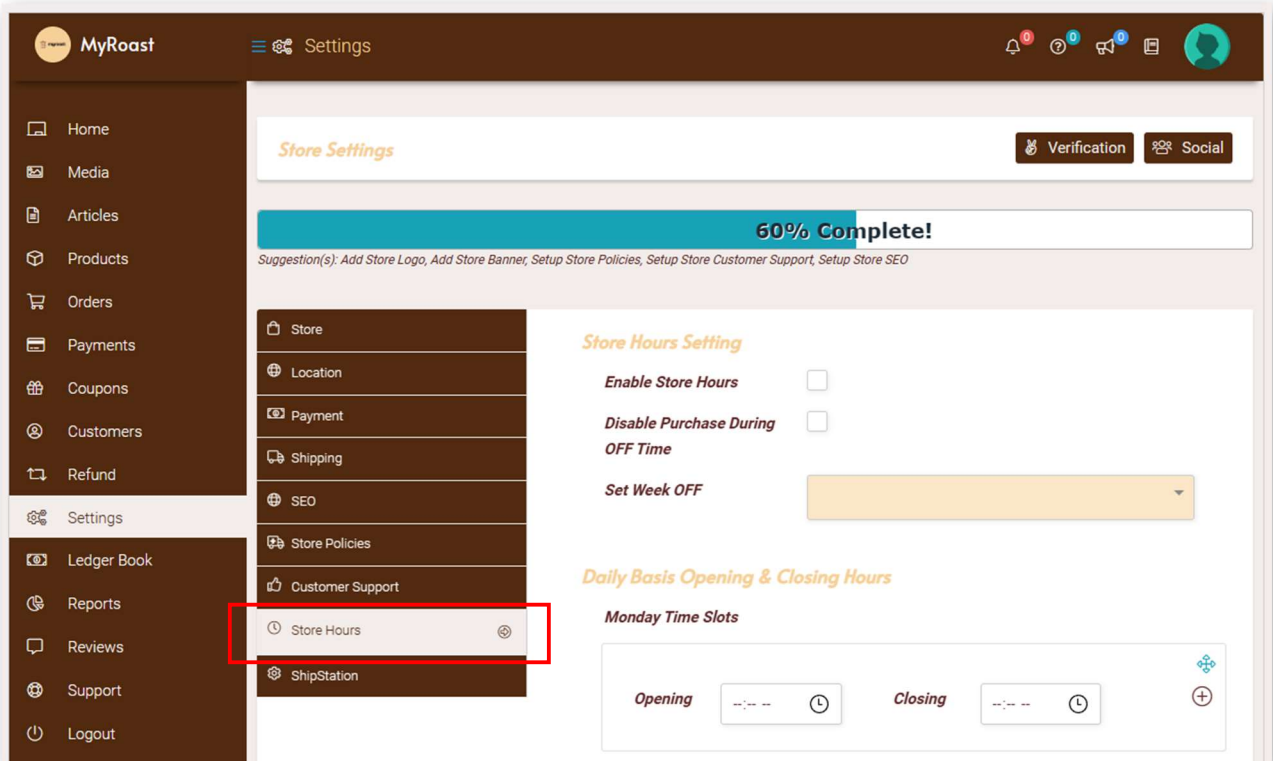 MyRoast
Settings
0
0
0
Home
Media
Articles
Products
Orders
Payments
Coupons
Customers
Refund
Settings
Ledger Book
Reports
Reviews
Support
Logout
Store Settings
Verification
Social
60% Complete!
Suggestion(s): Add Store Logo, Add Store Banner, Setup Store Policies, Setup Store Customer Support, Setup Store SEO
Store
Location
Payment
Shipping
SEO
Store Policies
Customer Support
Store Hours
ShipStation
Store Hours Setting
Enable Store Hours
Disable Purchase During
OFF Time
Set Week OFF
Daily Basis Opening & Closing Hours
Monday Time Slots
Opening --:-- -- Closing --:-- --